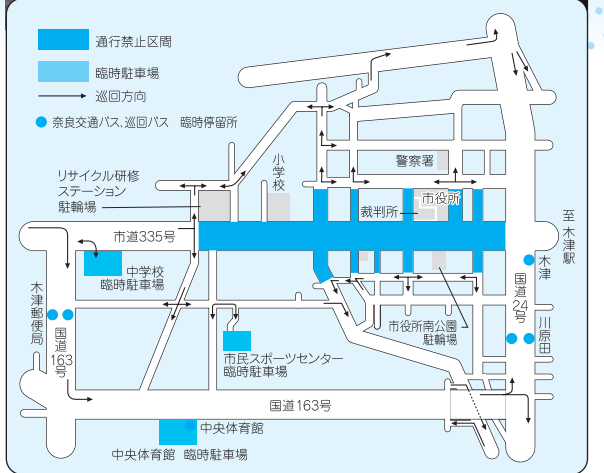 通行禁止区間
臨時駐車場
巡回方向
奈良交通バス、巡回バス 臨時停留所
リサイクル研修
ステーション
駐輪場
小学校
警察署
市役所
裁判所
至 木津駅
市道335号
中学校
臨時駐車場
木津
国道24号
木津郵便局
国道163号
市役所南公園
駐輪場
川原田
市民スポーツセンター
臨時駐車場
国道163号
中央体育館
中央体育館 臨時駐車場